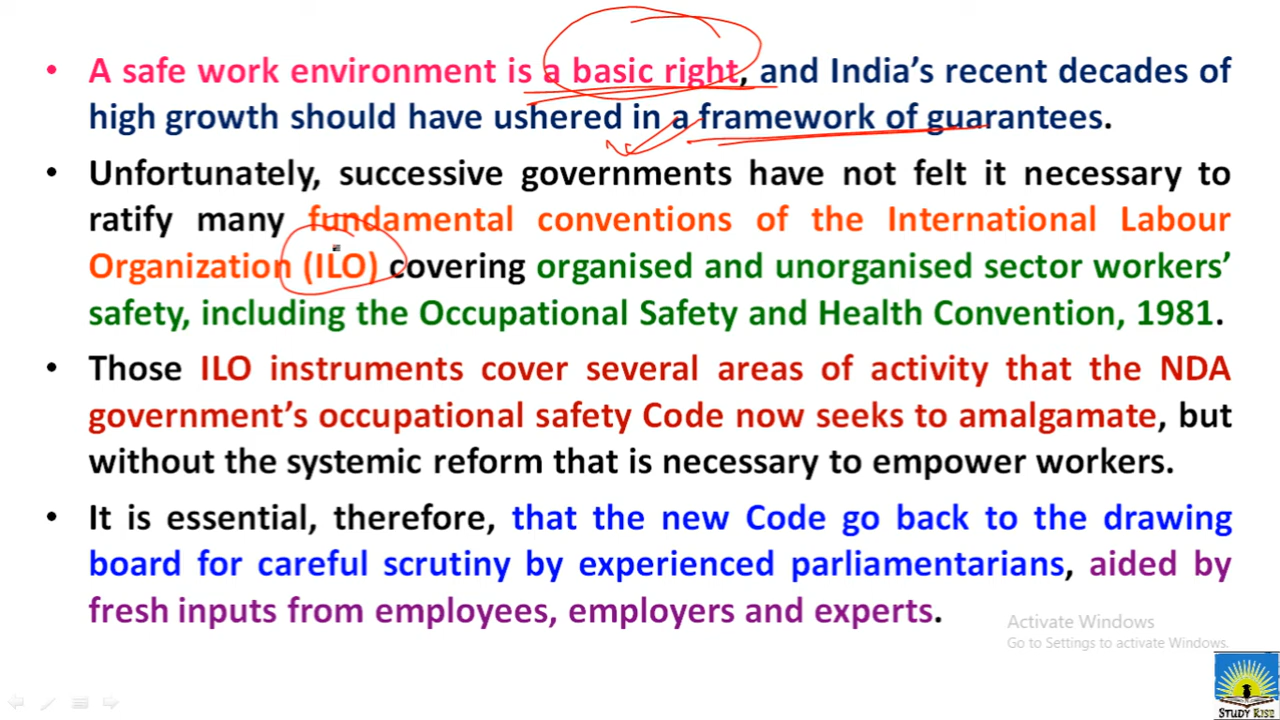 • A safe work environment is a basic right, and India's recent decades of
high growth should have ushered in a framework of guarantees.
• Unfortunately, successive governments have not felt it necessary to
ratify many fundamental conventions of the International Labour
Organization (ILO) covering organised and unorganised sector workers'
safety, including the Occupational Safety and Health Convention, 1981.
• Those ILO instruments cover several areas of activity that the NDA
government's occupational safety Code now seeks to amalgamate, but
without the systemic reform that is necessary to empower workers.
• It is essential, therefore, that the new Code go back to the drawing
board for careful scrutiny by experienced parliamentarians, aided by
fresh inputs from employees, employers and experts.
Activate Windows
Go to Settings to activate Windows.
STUDY RISE